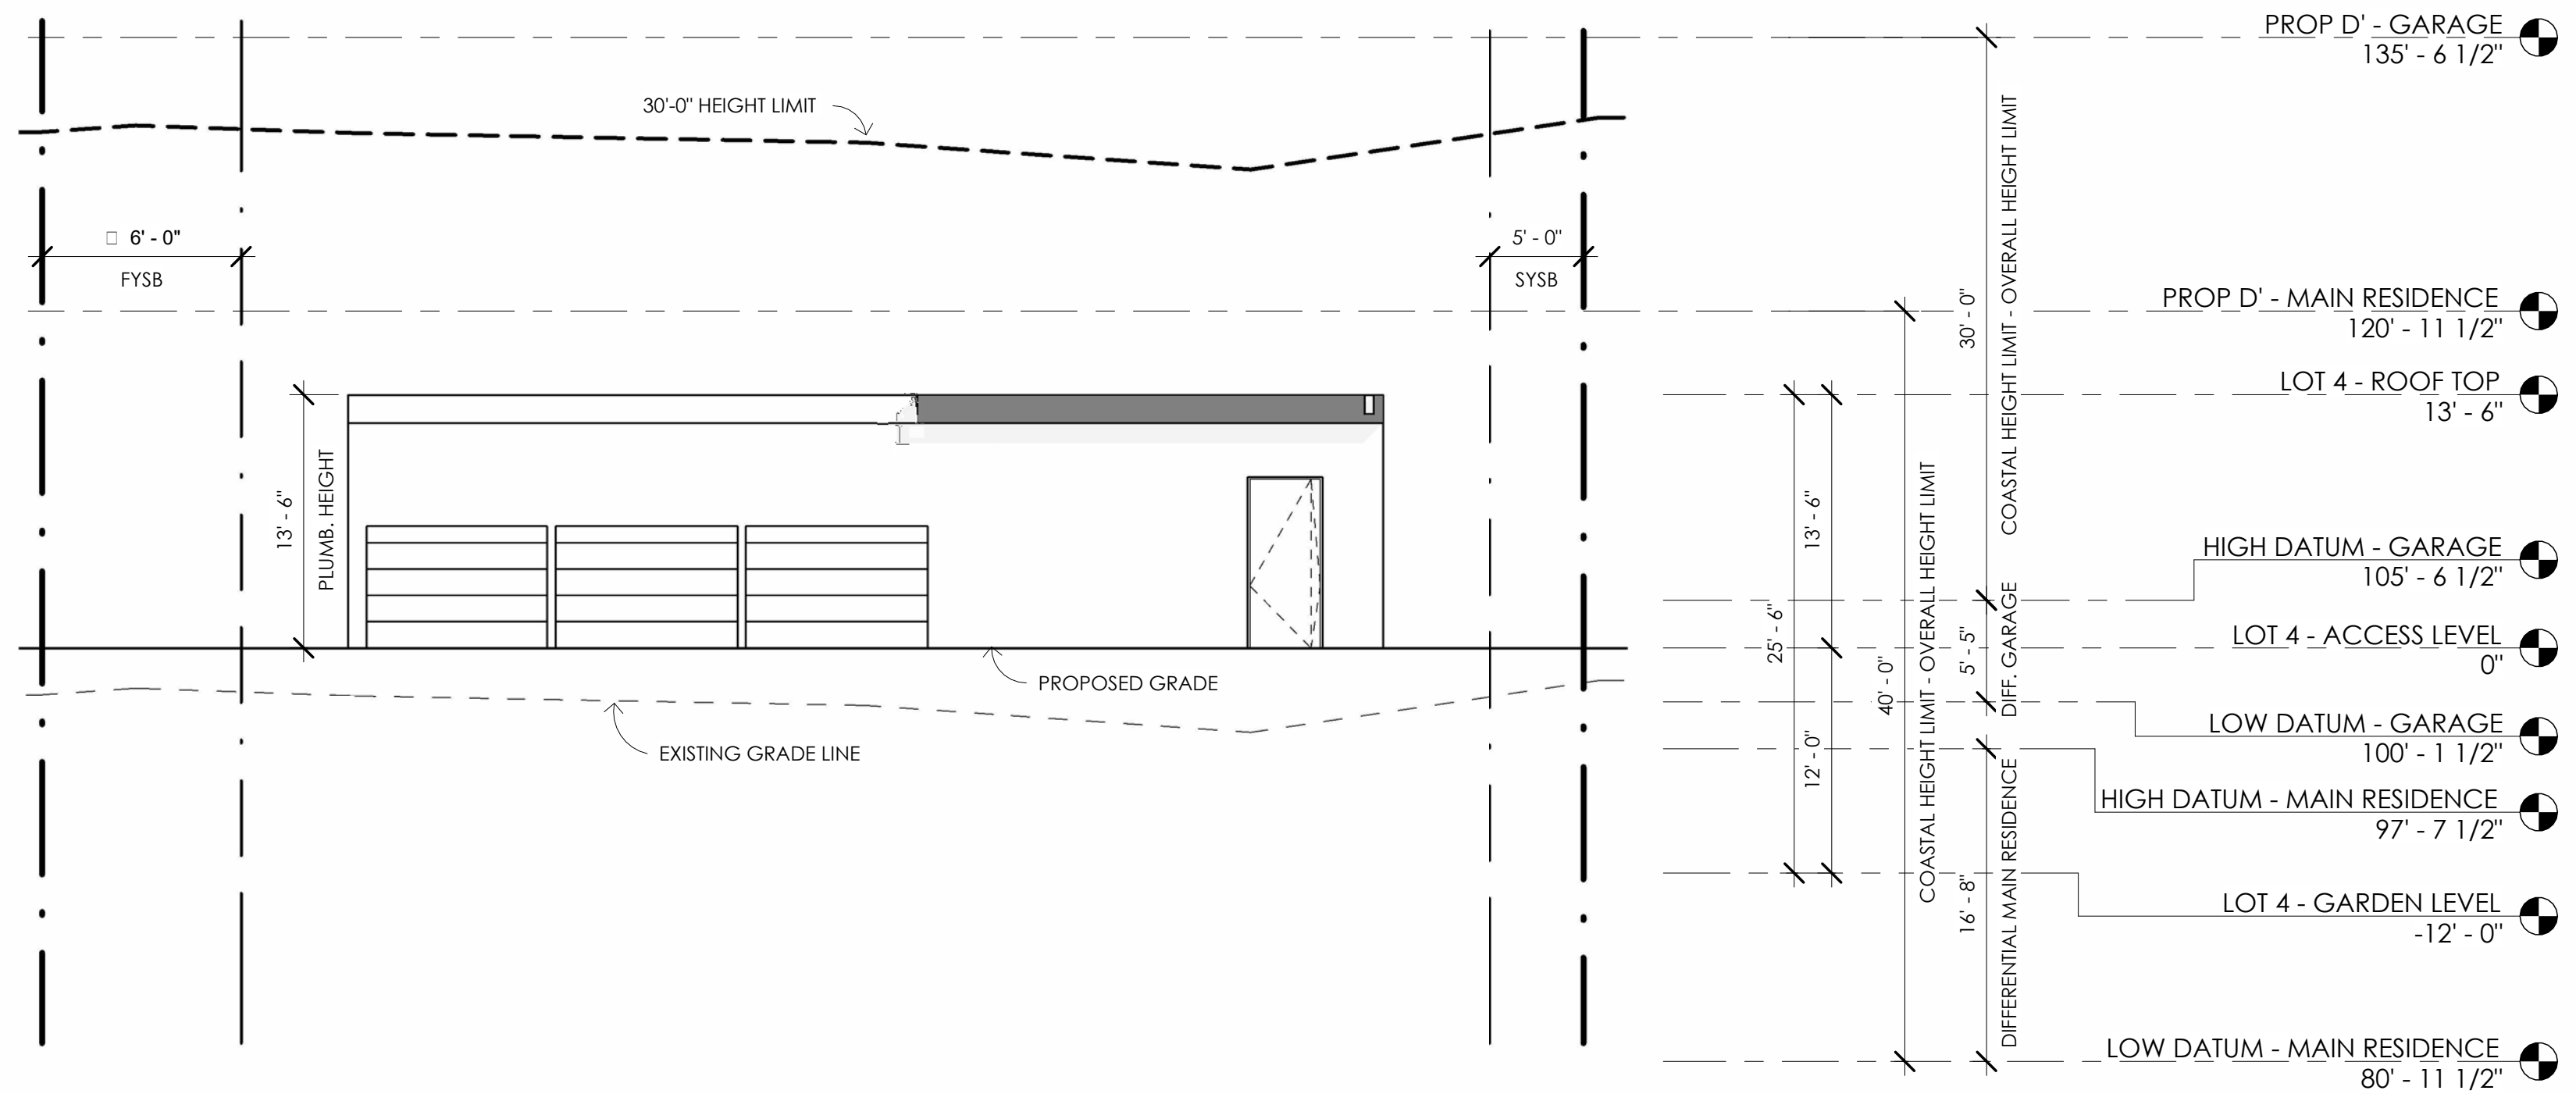 PROP D' - GARAGE
135' - 6 1/2"
30'-0" HEIGHT LIMIT
6' - 0"
FYSB
5' - 0"
SYSB
PROP D' - MAIN RESIDENCE
120' - 11 1/2"
LOT 4 - ROOF TOP
13' - 6"
13' - 6"
PLUMB. HEIGHT
25' - 6"
13' - 6"
12' - 0"
40' - 0"
COASTAL HEIGHT LIMIT - OVERALL HEIGHT LIMIT
30' - 0"
COASTAL HEIGHT LIMIT - OVERALL HEIGHT LIMIT
5' - 5"
DIFF. GARAGE
16' - 8"
DIFFERENTIAL MAIN RESIDENCE
HIGH DATUM - GARAGE
105' - 6 1/2"
LOT 4 - ACCESS LEVEL
0"
PROPOSED GRADE
EXISTING GRADE LINE
LOW DATUM - GARAGE
100' - 1 1/2"
HIGH DATUM - MAIN RESIDENCE
97' - 7 1/2"
LOT 4 - GARDEN LEVEL
-12' - 0"
LOW DATUM - MAIN RESIDENCE
80' - 11 1/2"